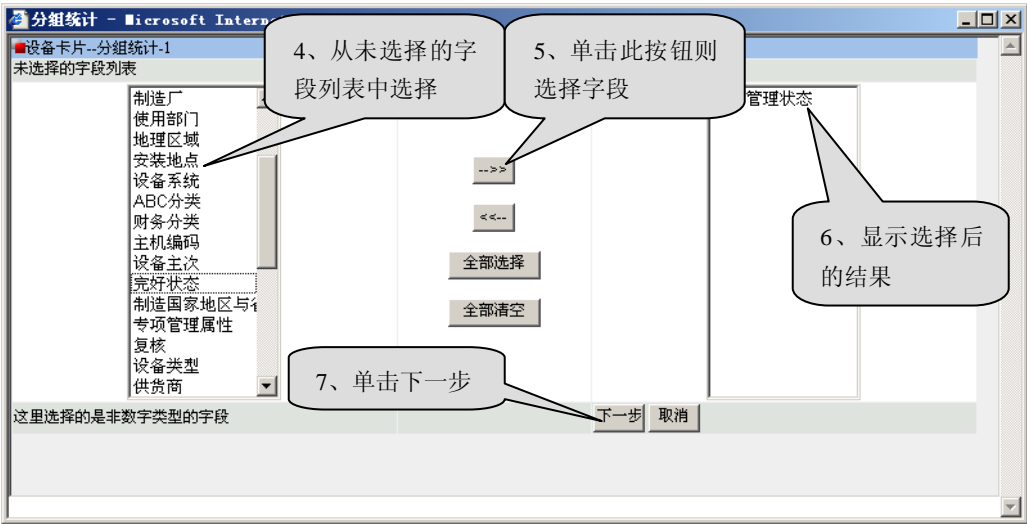 分组统计 - Microsoft Intern
设备卡片--分组统计-1
未选择的字段列表
4、从未选择的字
段列表中选择
5、单击此按钮则
选择字段
制造厂
使用部门
地理区域
安装地点
设备系统
ABC分类
财务分类
主机编码
设备主次
完好状态
制造国家地区与
专项管理属性
复核
设备类型
供货商
-->>
<<--
全部选择
全部清空
管理状态
6、显示选择后
的结果
7、单击下一步
这里选择的是非数字类型的字段
下一步
取消